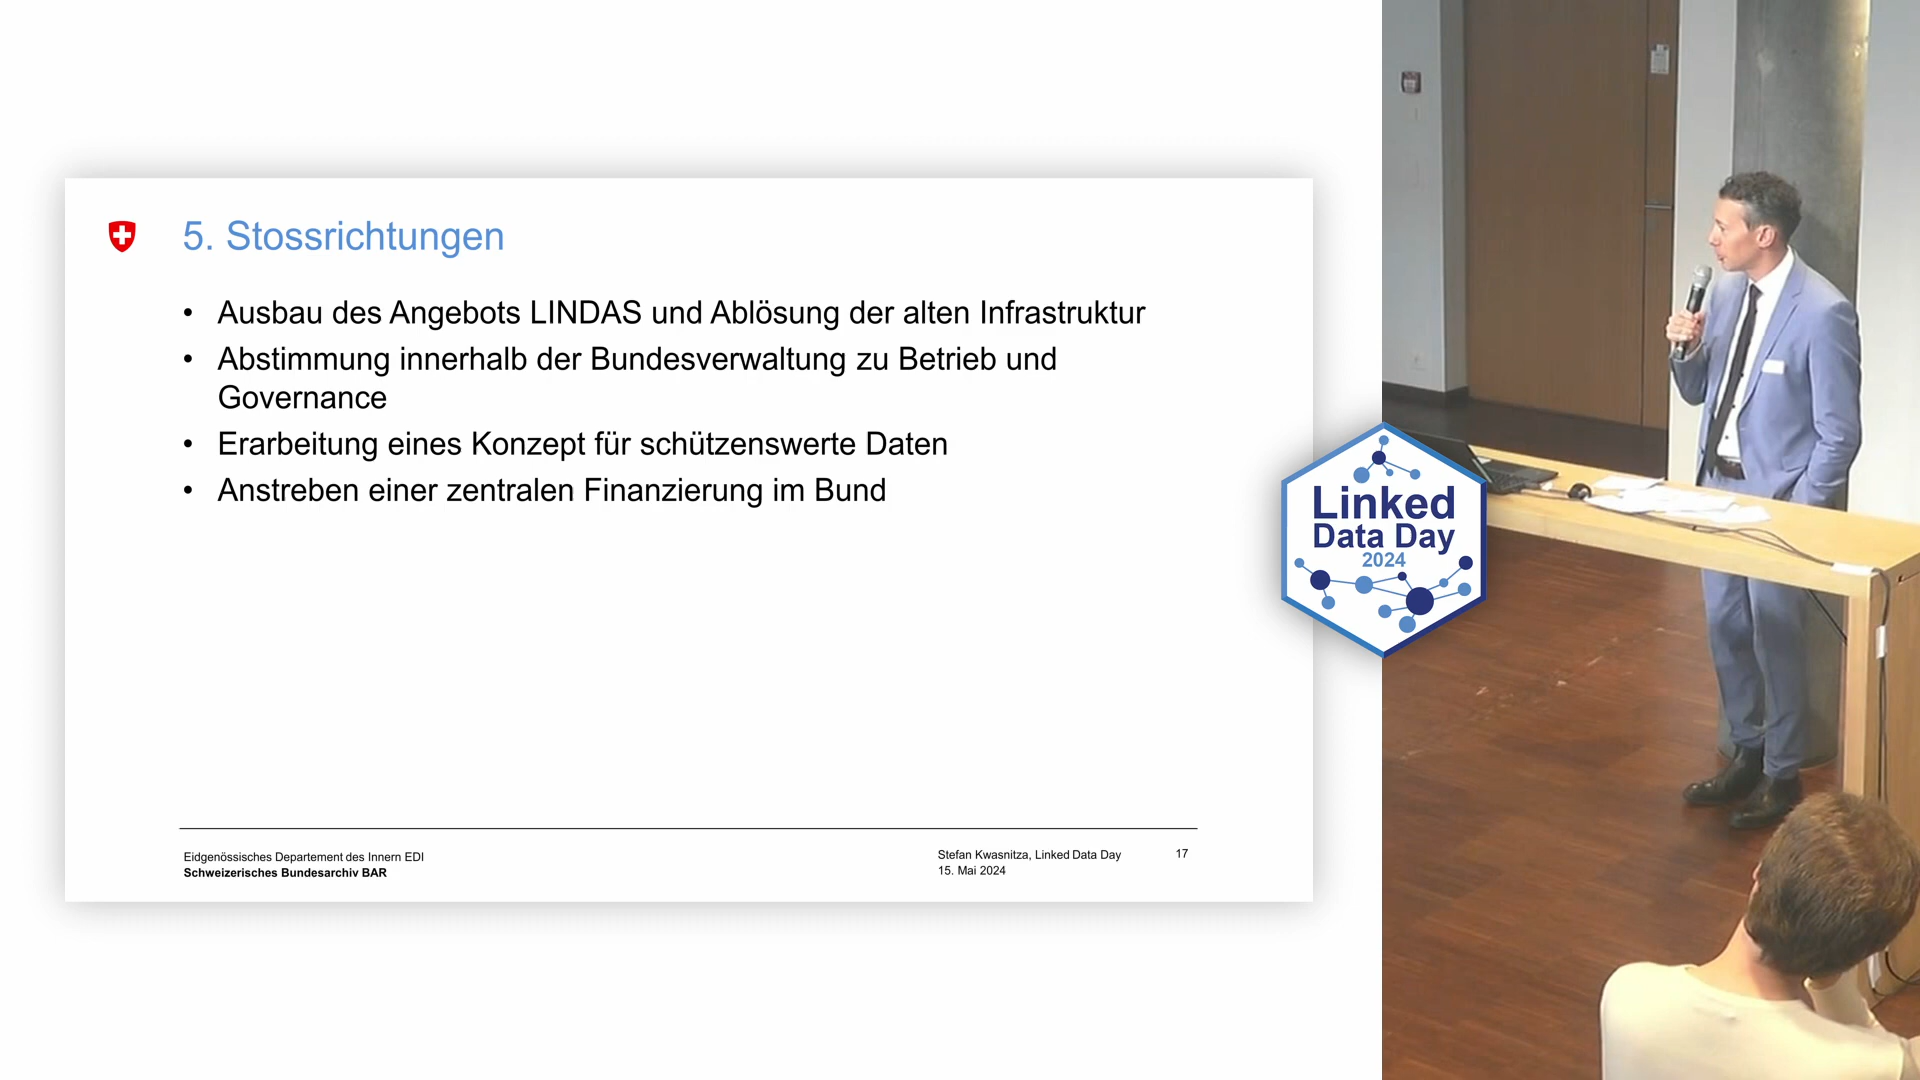 5. Stossrichtungen
• Ausbau des Angebots LINDAS und Ablösung der alten Infrastruktur
• Abstimmung innerhalb der Bundesverwaltung zu Betrieb und
Governance
• Erarbeitung eines Konzept für schützenswerte Daten
• Anstreben einer zentralen Finanzierung im Bund
Eidgenössisches Departement des Innern EDI
Schweizerisches Bundesarchiv BAR
Stefan Kwasnitza, Linked Data Day
15. Mai 2024
17
Linked
Data Day
2024